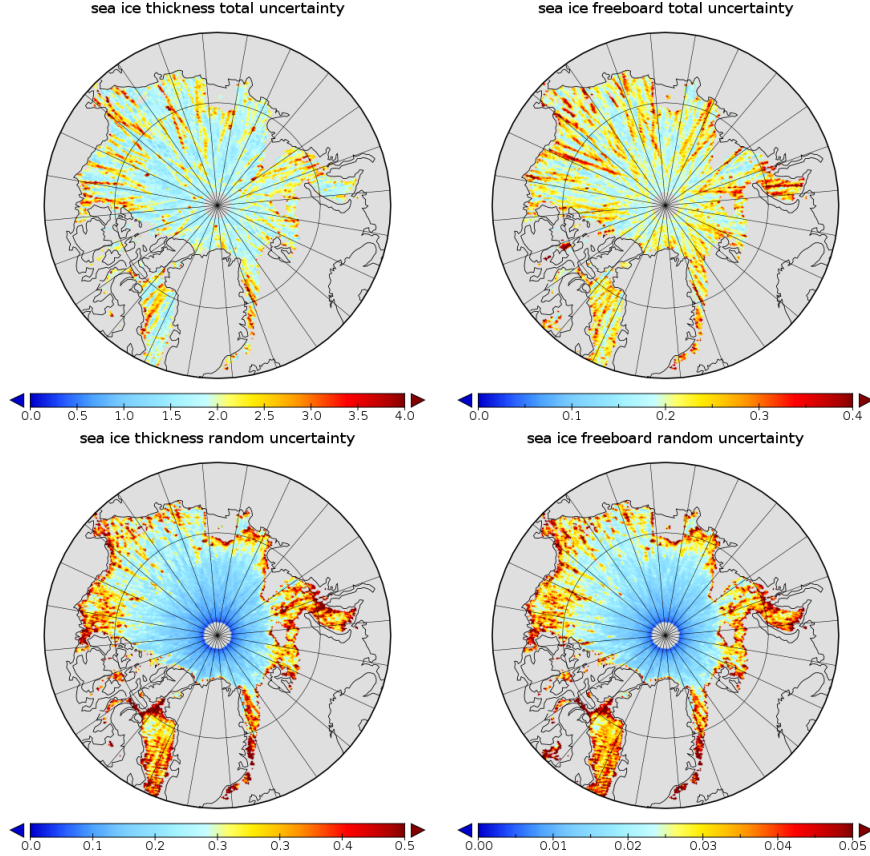 sea ice thickness total uncertainty
sea ice freeboard total uncertainty
0.0 0.5 1.0 1.5 2.0 2.5 3.0 3.5 4.0
0.0 0.1 0.2 0.3 0.4
sea ice thickness random uncertainty
sea ice freeboard random uncertainty
0.0 0.1 0.2 0.3 0.3 0.4 0.5
0.00 0.01 0.02 0.03 0.04 0.05